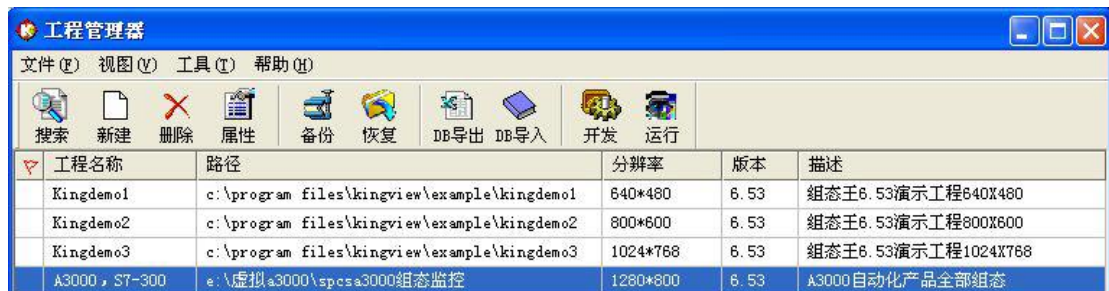 工程管理器
文件(F) 视图(V) 工具(T) 帮助(H)
搜索 新建 删除 属性 备份 恢复 DB导出 DB导入 开发 运行
工程名称 路径 分辨率 版本 描述
Kingdemo1 c:\program files\kingview\example\kingdemo1 640*480 6.53 组态王6.53演示工程640X480
Kingdemo2 c:\program files\kingview\example\kingdemo2 800*600 6.53 组态王6.53演示工程800X600
Kingdemo3 c:\program files\kingview\example\kingdemo3 1024*768 6.53 组态王6.53演示工程1024X768
A3000，S7-300 e:\虚拟a3000\spcsa3000组态监控 1280*800 6.53 A3000自动化产品全部组态